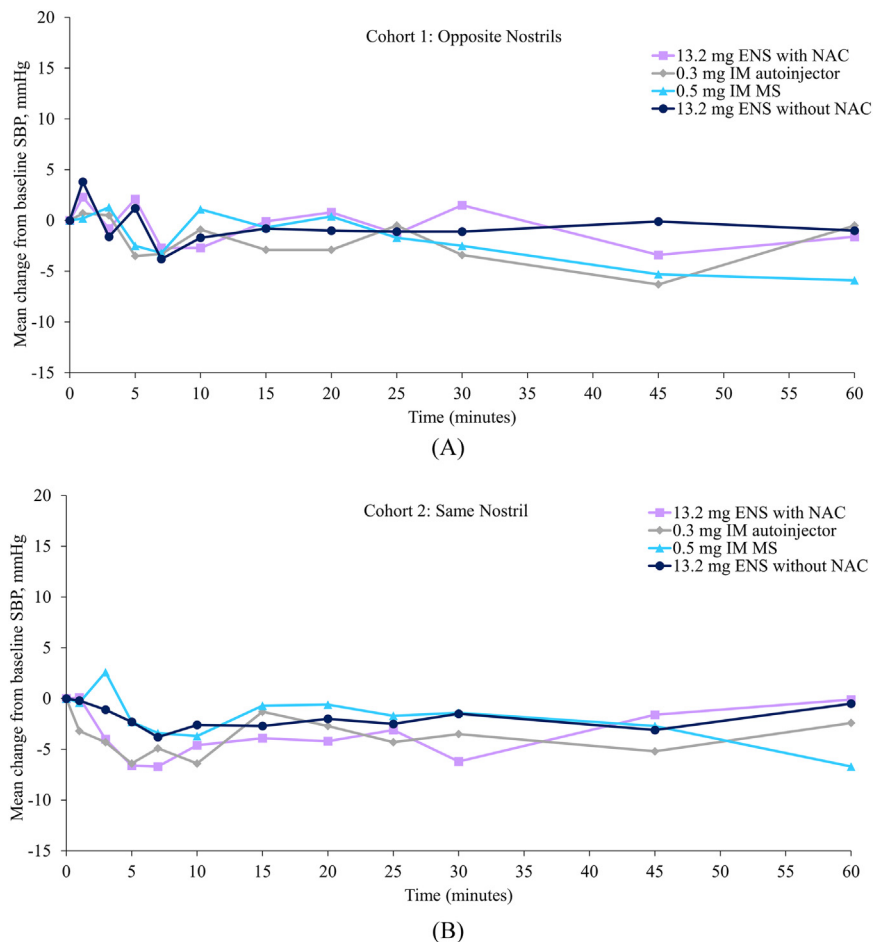 Cohort 1: Opposite Nostrils
13.2 mg ENS with NAC
0.3 mg IM autoinjector
0.5 mg IM MS
13.2 mg ENS without NAC
Mean change from baseline SBP, mmHg
20
15
10
5
0
-5
-10
-15
0 5 10 15 20 25 30 35 40 45 50 55 60
Time (minutes)
(A)
Cohort 2: Same Nostril
13.2 mg ENS with NAC
0.3 mg IM autoinjector
0.5 mg IM MS
13.2 mg ENS without NAC
Mean change from baseline SBP, mmHg
20
15
10
5
0
-5
-10
-15
0 5 10 15 20 25 30 35 40 45 50 55 60
Time (minutes)
(B)